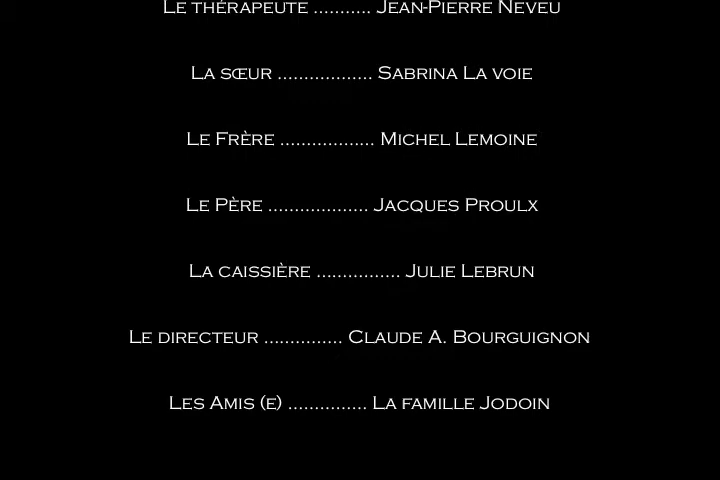 Le thérapeute ........... Jean-Pierre Neveu
La sœur .................. Sabrina La voie
Le Frère .................. Michel Lemoine
Le Père ................... Jacques Proulx
La caissière ................ Julie Lebrun
Le directeur ............... Claude A. Bourguignon
Les Amis (e) ............... La famille Jodoin